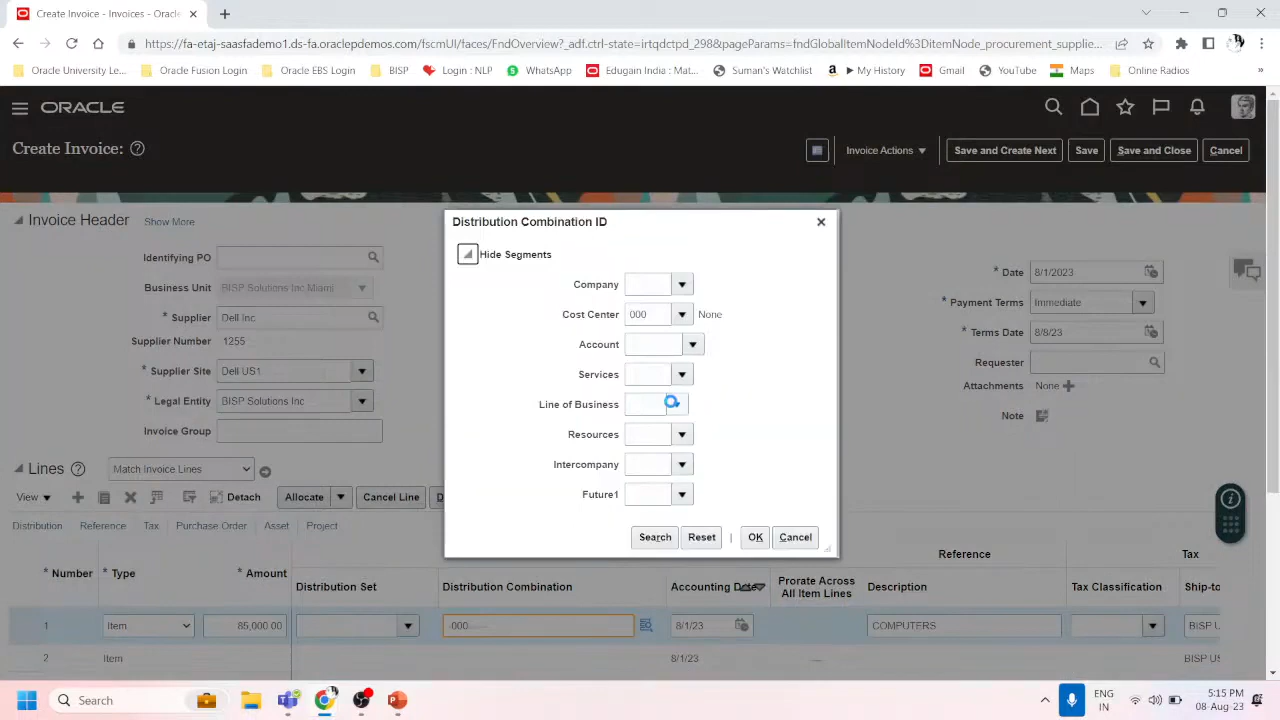 Create Invoice - Invoices - Oracle
https://fa-etaj-saasfademo1.ds-fa.oraclepdemos.com/fscmUI/faces/FndOverview?_adf.ctrl-state=irtqdctpd_298&pageParams=fndGlobalItemNodeId%3DitemNode_procurement_supplie...
Oracle University Le... Oracle Fusion Login Oracle EBS Login BISP Login : NLP WhatsApp Edugain India : Mat... Suman's Watchlist ▶ My History Gmail YouTube Maps Online Radios »
ORACLE
Create Invoice: Invoice Actions Save and Create Next Save Save and Close Cancel
Invoice Header Show More
Identifying PO
Business Unit BISP Solutions Inc Miami
* Supplier Dell Inc
Supplier Number 1255
* Supplier Site Dell US1
* Legal Entity BISP Solutions Inc
Invoice Group
Distribution Combination ID
Hide Segments
Company
Cost Center 000 None
Account
Services
Line of Business
Resources
Intercompany
Future1
Search Reset | OK Cancel
* Date 8/1/2023
* Payment Terms Immediate
* Terms Date 8/8/23
Requester
Attachments None
Note
Lines Match Invoice Lines
View Detach Allocate Cancel Line
Distribution Reference Tax Purchase Order Asset Project
Reference Tax
* Number * Type * Amount Distribution Set Distribution Combination Accounting Date Prorate Across All Item Lines Description Tax Classification Ship-to
1 Item 85,000.00 -000------ 8/1/23 COMPUTERS BISP U
2 Item 8/1/23 BISP US
Search ENG IN 5:15 PM 08-Aug-23